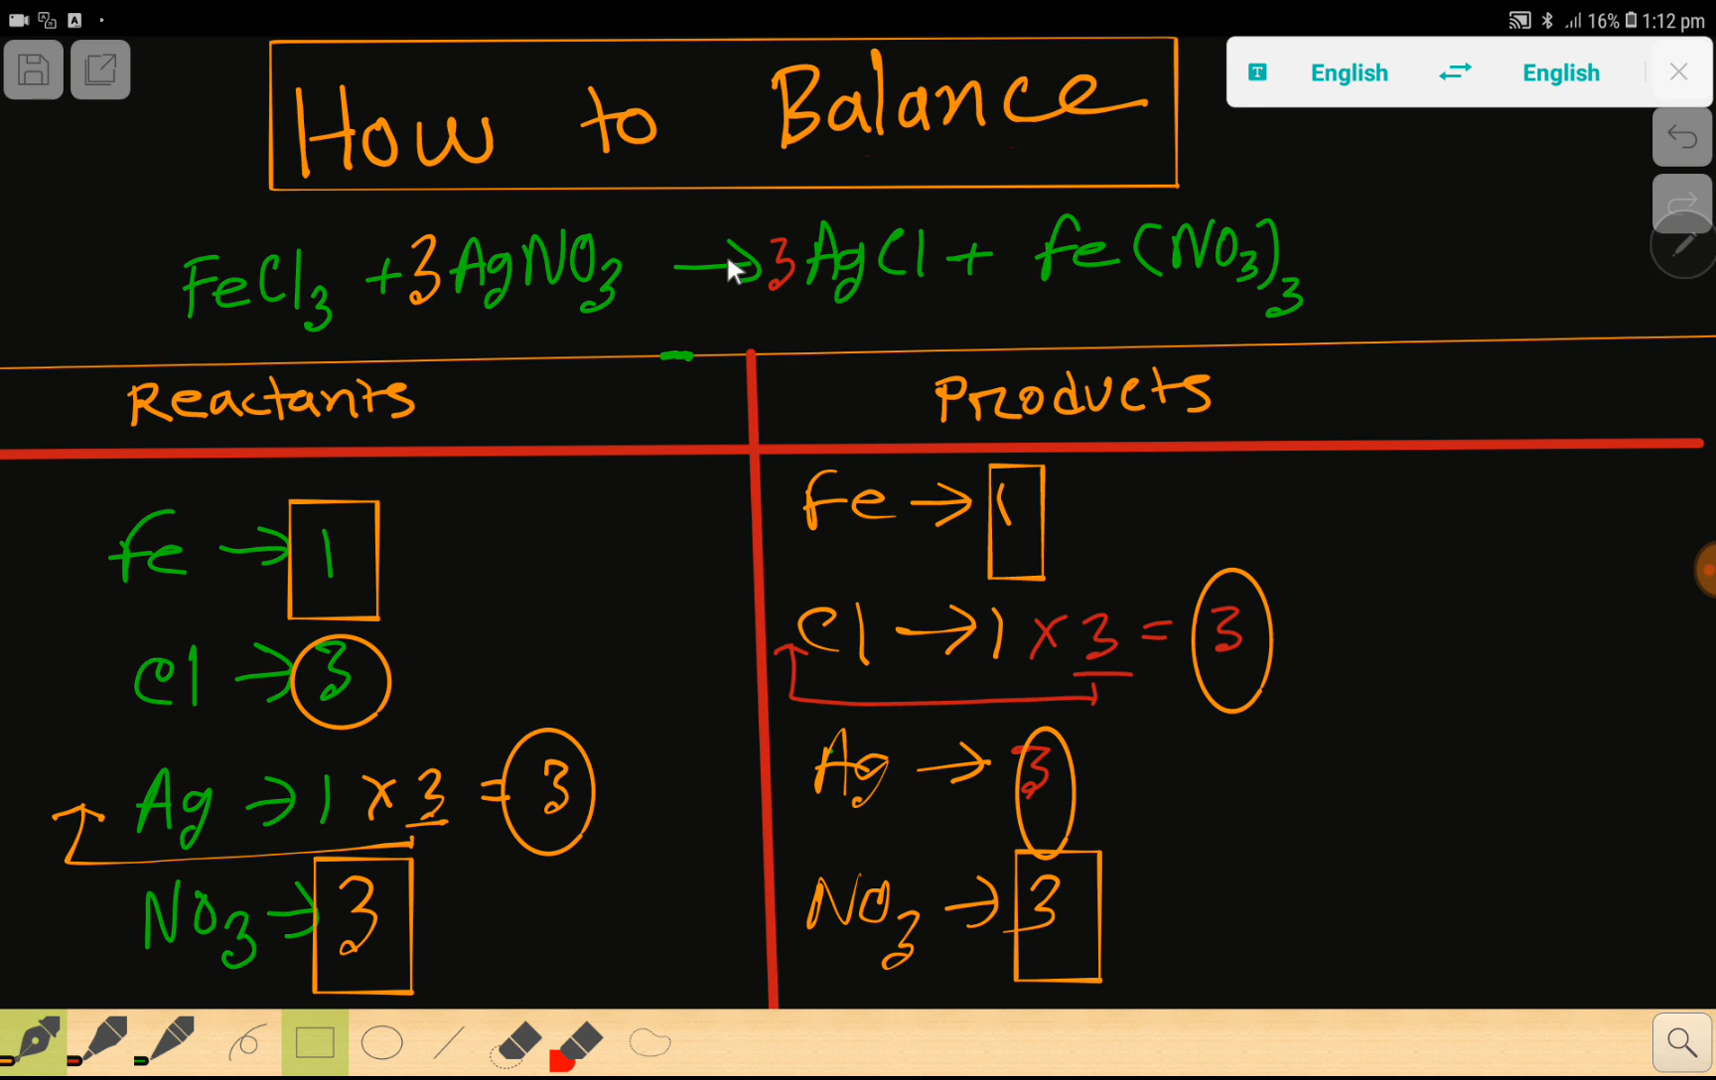 16% 1:12 pm
English English
How to Balance
FeCl3 + 3AgNO3 → 3AgCl + Fe(NO3)3
Reactants
Products
Fe → 1
Cl → 3
Ag → 1 × 3 = 3
NO3 → 3
Fe → 1
Cl → 1 × 3 = 3
Ag → 3
NO3 → 3